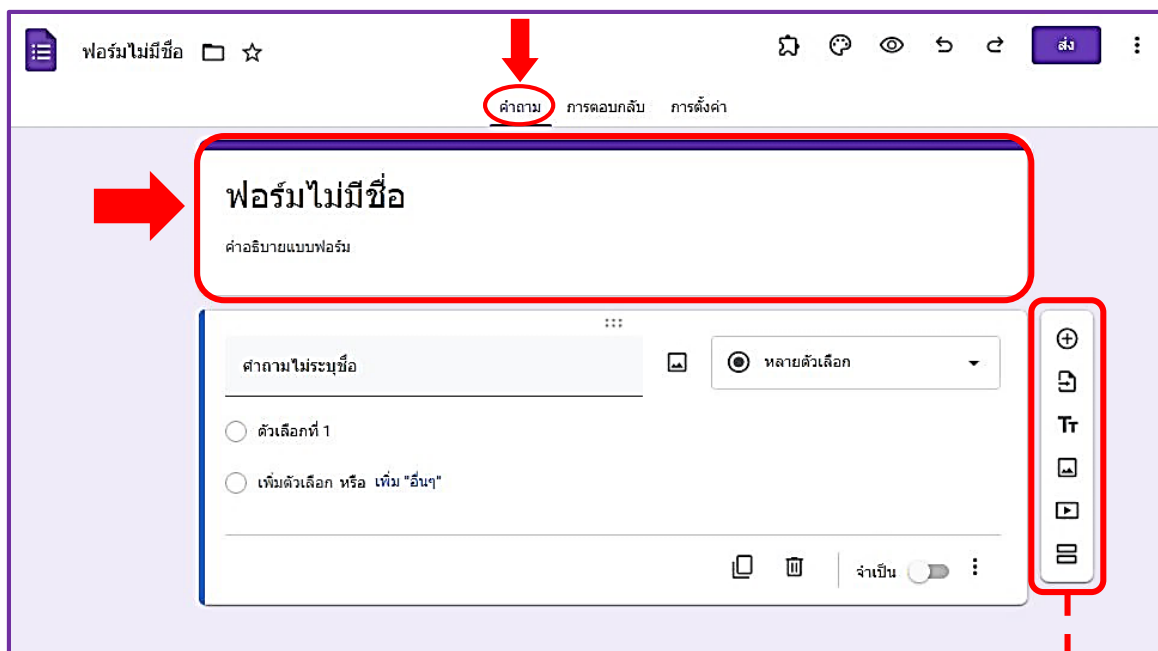 ฟอร์มไม่มีชื่อ
ส่ง
คำถาม การตอบกลับ การตั้งค่า
ฟอร์มไม่มีชื่อ
คำอธิบายแบบฟอร์ม
คำถามไม่ระบุชื่อ
หลายตัวเลือก
ตัวเลือกที่ 1
เพิ่มตัวเลือก หรือ เพิ่ม "อื่นๆ"
จำเป็น